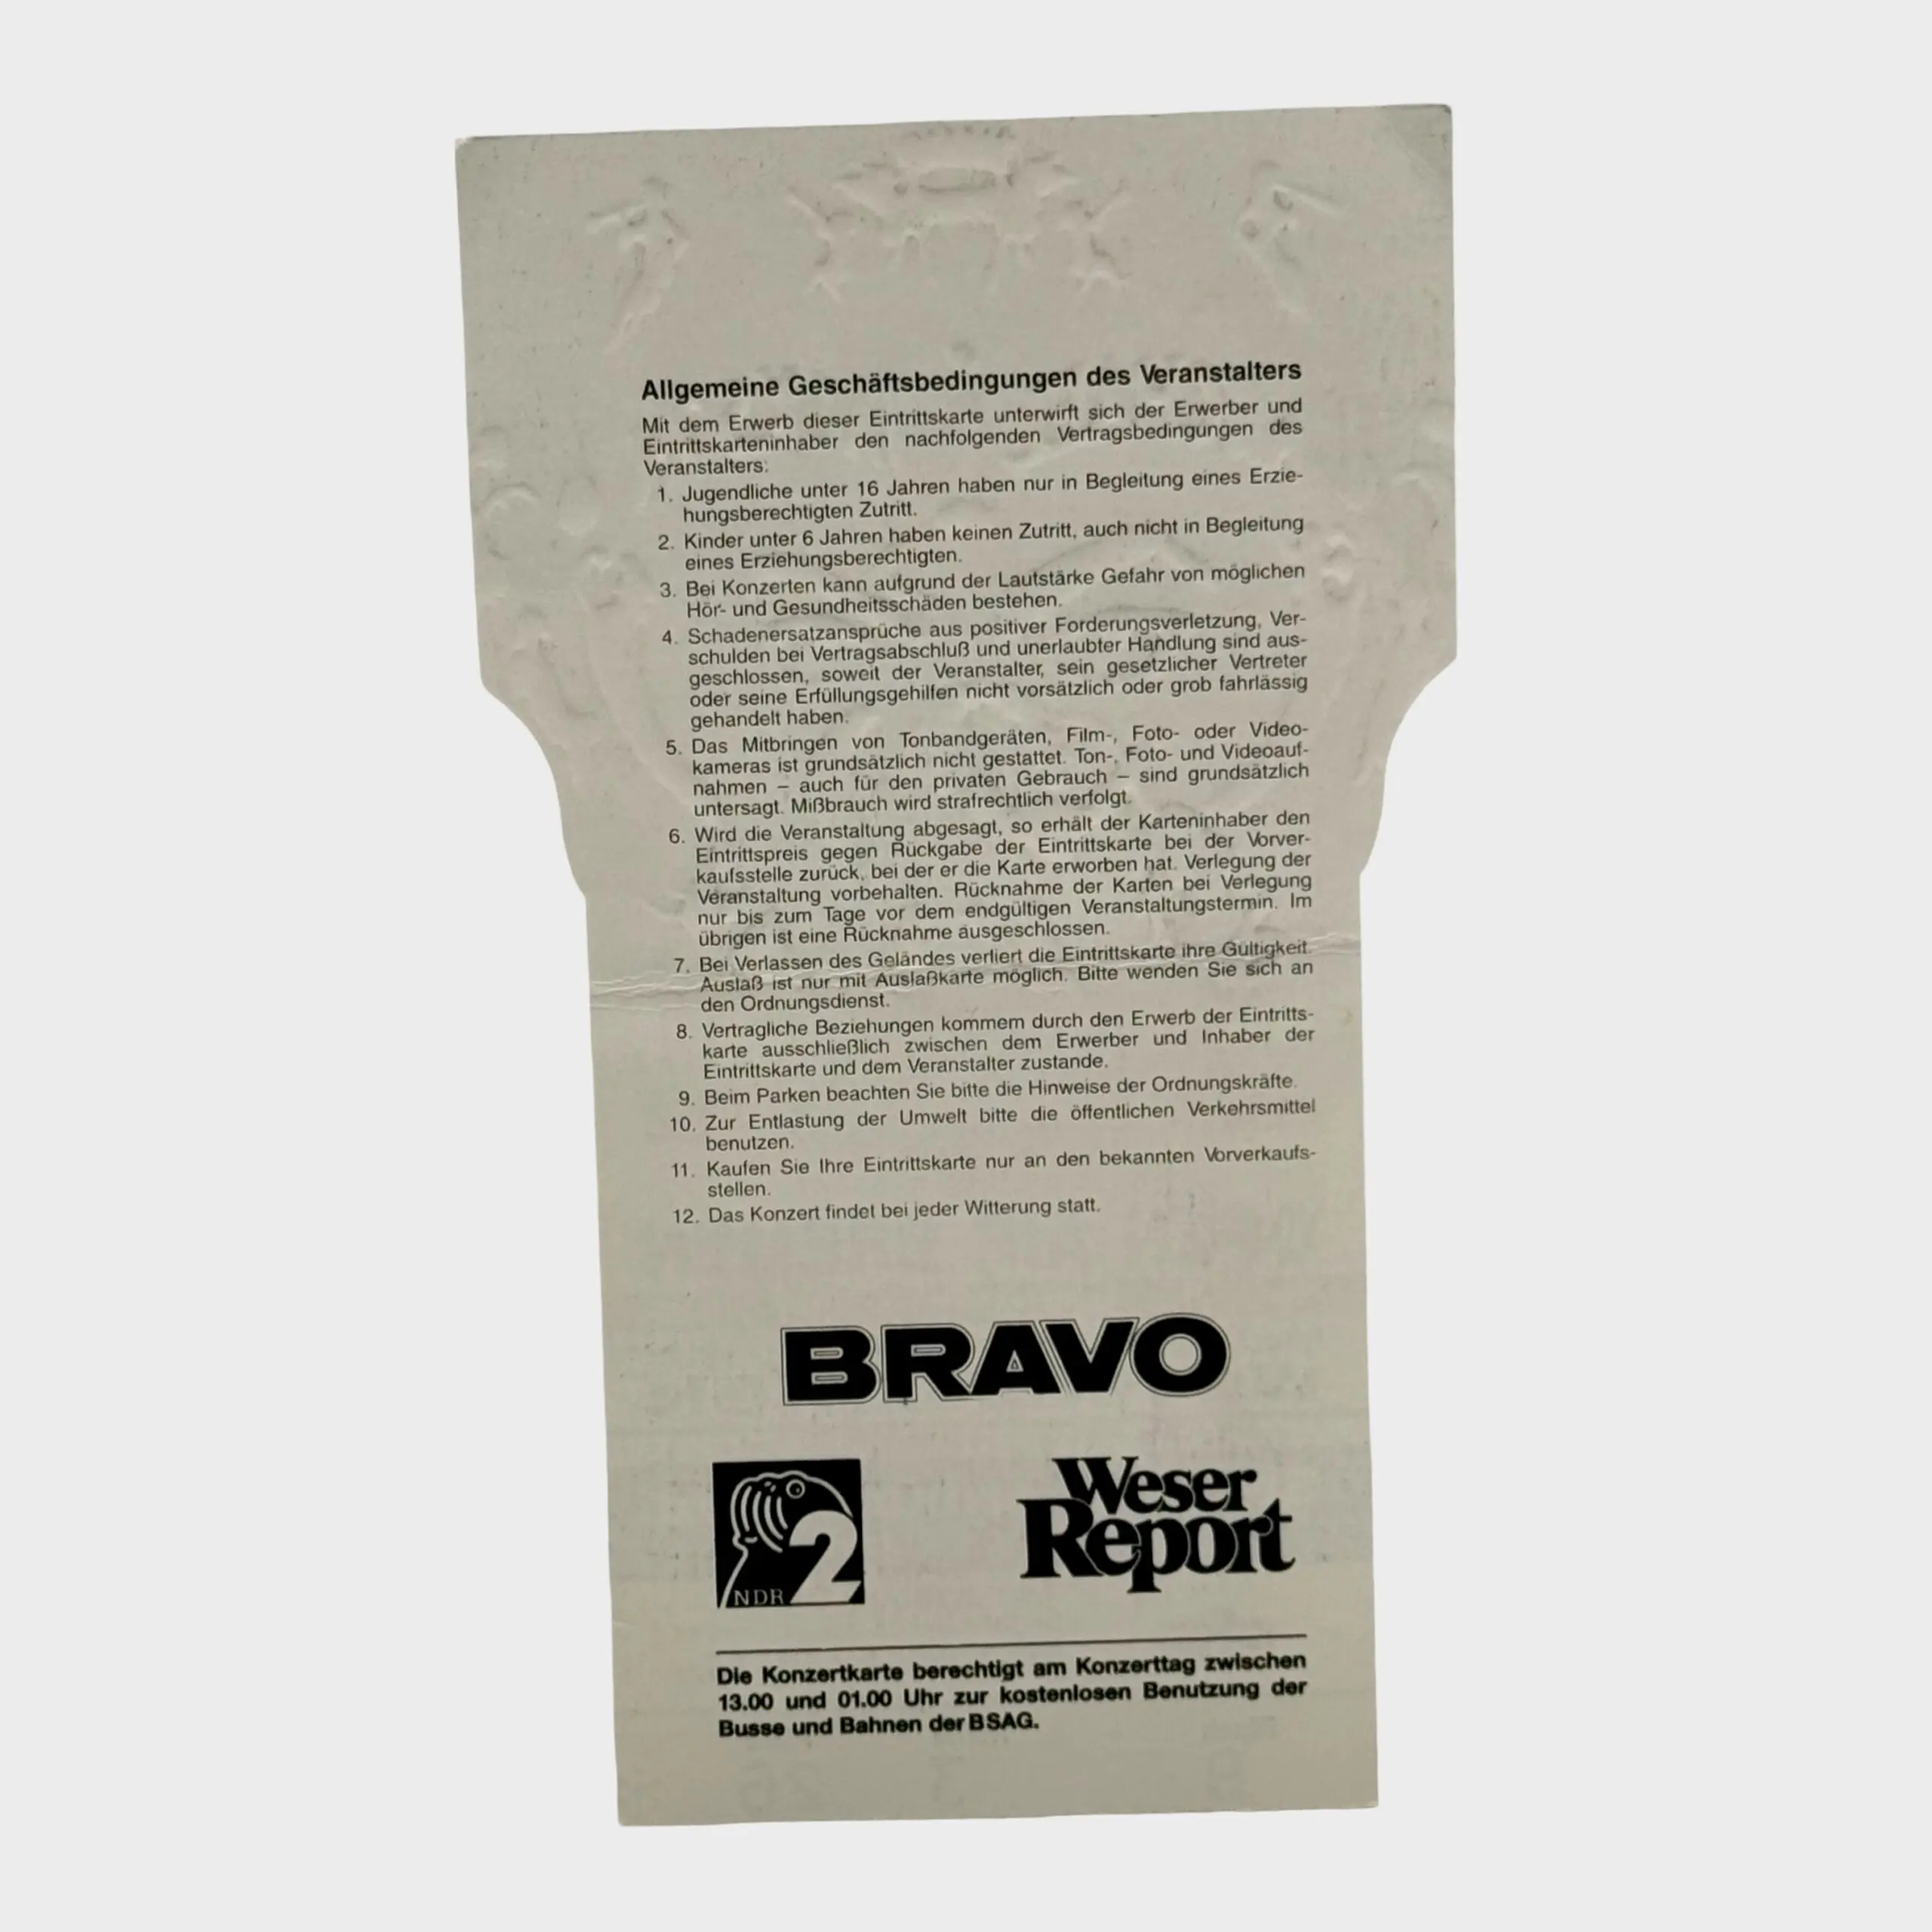 Allgemeine Geschäftsbedingungen des Veranstalters
Mit dem Erwerb dieser Eintrittskarte unterwirft sich der Erwerber und
Eintrittskarteninhaber den nachfolgenden Vertragsbedingungen des
Veranstalters:
1. Jugendliche unter 16 Jahren haben nur in Begleitung eines Erzie-
hungsberechtigten Zutritt.
2. Kinder unter 6 Jahren haben keinen Zutritt, auch nicht in Begleitung
eines Erziehungsberechtigten.
3. Bei Konzerten kann aufgrund der Lautstärke Gefahr von möglichen
Hör- und Gesundheitsschäden bestehen.
4. Schadenersatzansprüche aus positiver Forderungsverletzung, Ver-
schulden bei Vertragsabschluß und unerlaubter Handlung sind aus-
geschlossen, soweit der Veranstalter, sein gesetzlicher Vertreter
oder seine Erfüllungsgehilfen nicht vorsätzlich oder grob fahrlässig
gehandelt haben.
5. Das Mitbringen von Tonbandgeräten, Film-, Foto- oder Video-
kameras ist grundsätzlich nicht gestattet. Ton-, Foto- und Videoauf-
nahmen – auch für den privaten Gebrauch – sind grundsätzlich
untersagt. Mißbrauch wird strafrechtlich verfolgt.
6. Wird die Veranstaltung abgesagt, so erhält der Karteninhaber den
Eintrittspreis gegen Rückgabe der Eintrittskarte bei der Vorver-
kaufsstelle zurück, bei der er die Karte erworben hat. Verlegung der
Veranstaltung vorbehalten. Rücknahme der Karten bei Verlegung
nur bis zum Tage vor dem endgültigen Veranstaltungstermin. Im
übrigen ist eine Rücknahme ausgeschlossen.
7. Bei Verlassen des Geländes verliert die Eintrittskarte ihre Gültigkeit.
Auslaß ist nur mit Auslaßkarte möglich. Bitte wenden Sie sich an
den Ordnungsdienst.
8. Vertragliche Beziehungen kommem durch den Erwerb der Eintritts-
karte ausschließlich zwischen dem Erwerber und Inhaber der
Eintrittskarte und dem Veranstalter zustande.
9. Beim Parken beachten Sie bitte die Hinweise der Ordnungskräfte.
10. Zur Entlastung der Umwelt bitte die öffentlichen Verkehrsmittel
benutzen.
11. Kaufen Sie Ihre Eintrittskarte nur an den bekannten Vorverkaufs-
stellen.
12. Das Konzert findet bei jeder Witterung statt.
BRAVO
NDR 2
Weser
Report
Die Konzertkarte berechtigt am Konzerttag zwischen
13.00 und 01.00 Uhr zur kostenlosen Benutzung der
Busse und Bahnen der BSAG.